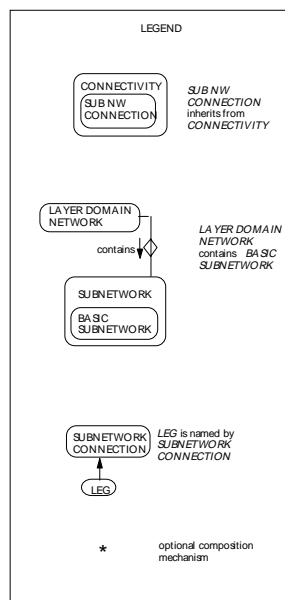 LEGEND
CONNECTIVITY
SUB NW
CONNECTION
SUB NW
CONNECTION
inherits from
CONNECTIVITY
LAYER DOMAIN
NETWORK
contains
SUBNETWORK
BASIC
SUBNETWORK
LAYER DOMAIN
NETWORK
contains BASIC
SUBNETWORK
SUBNETWORK
CONNECTION
LEG
LEG is named by
SUBNETWORK
CONNECTION
*
optional composition
mechanism